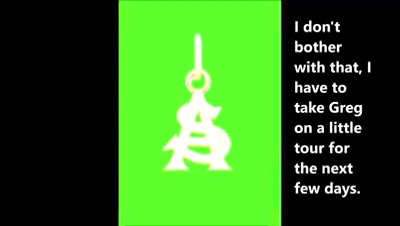 I don't
bother
with that, I
have to
take Greg
on a little
tour for
the next
few days.